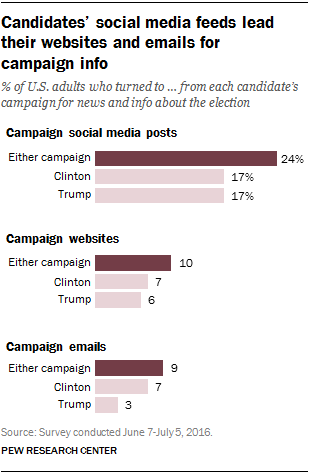 Candidates' social media feeds lead
their websites and emails for
campaign info
% of U.S. adults who turned to ... from each candidate's
campaign for news and info about the election
Campaign social media posts
Either campaign 24%
Clinton 17%
Trump 17%
Campaign websites
Either campaign 10
Clinton 7
Trump 6
Campaign emails
Either campaign 9
Clinton 7
Trump 3
Source: Survey conducted June 7-July 5, 2016.
PEW RESEARCH CENTER